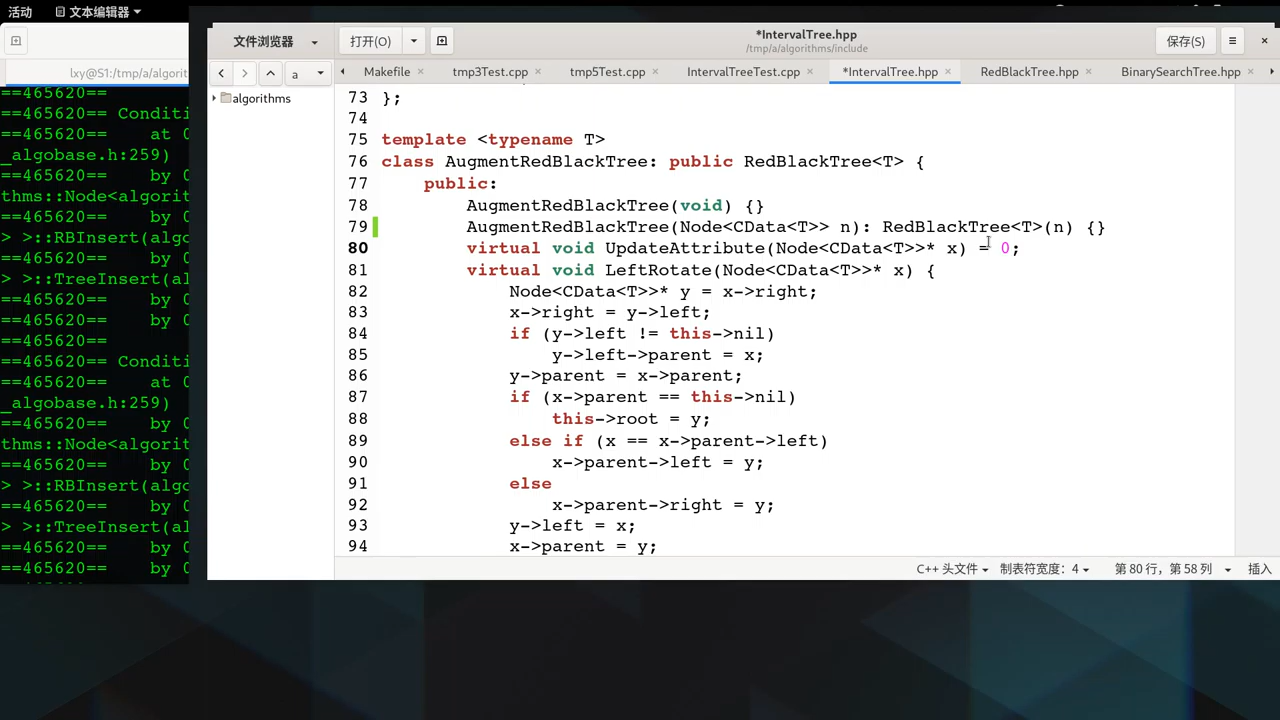 活动 文本编辑器
文件浏览器 打开(O) *IntervalTree.hpp 保存(S)
/tmp/a/algorithms/include
lxy@S1:/tmp/a/algorit
a Makefile tmp3Test.cpp tmp5Test.cpp IntervalTreeTest.cpp *IntervalTree.hpp RedBlackTree.hpp BinarySearchTree.hpp
algorithms
==465620==
==465620== Conditi
==465620==    at 0
_algobase.h:259)
==465620==    by 0
thms::Node<algorit
> >::RBInsert(algo
==465620==    by 0
> >::TreeInsert(al
==465620==    by 0
==465620==    by 0
==465620==
==465620== Conditi
==465620==    at 0
_algobase.h:259)
==465620==    by 0
thms::Node<algorit
==465620==    by 0
> >::RBInsert(algo
==465620==    by 0
> >::TreeInsert(al
==465620==    by 0
==465620==    by 0
73 };
74
75 template <typename T>
76 class AugmentRedBlackTree: public RedBlackTree<T> {
77     public:
78         AugmentRedBlackTree(void) {}
79         AugmentRedBlackTree(Node<CData<T>> n): RedBlackTree<T>(n) {}
80         virtual void UpdateAttribute(Node<CData<T>>* x) = 0;
81         virtual void LeftRotate(Node<CData<T>>* x) {
82             Node<CData<T>>* y = x->right;
83             x->right = y->left;
84             if (y->left != this->nil)
85                 y->left->parent = x;
86             y->parent = x->parent;
87             if (x->parent == this->nil)
88                 this->root = y;
89             else if (x == x->parent->left)
90                 x->parent->left = y;
91             else
92                 x->parent->right = y;
93             y->left = x;
94             x->parent = y;
C++ 头文件 制表符宽度：4 第 80 行，第 58 列 插入